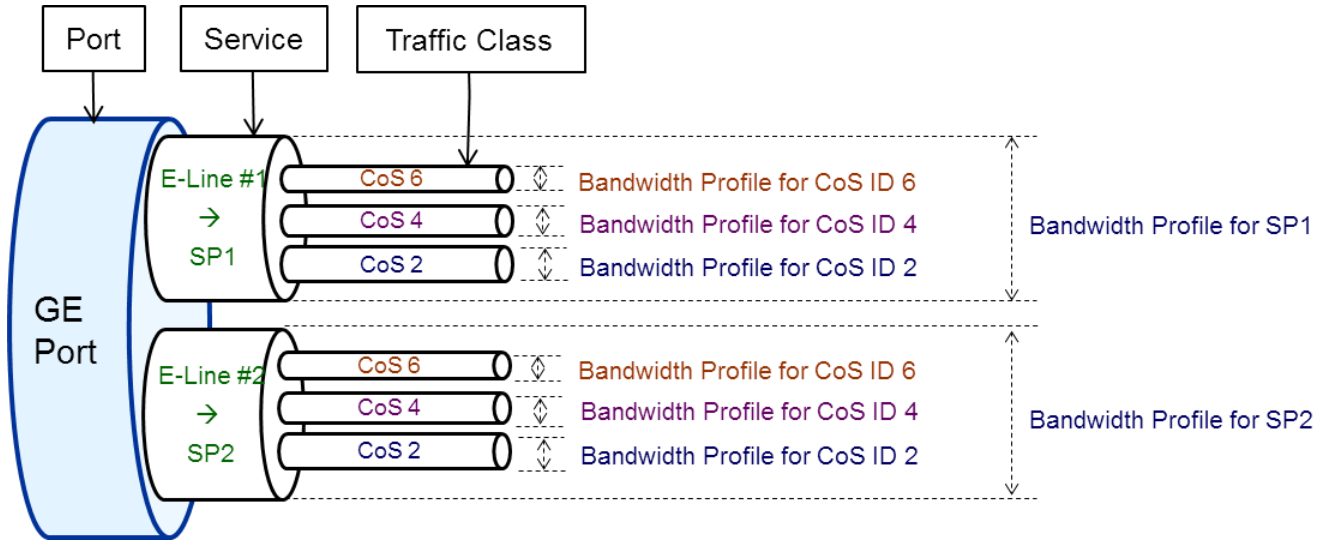 Port
Service
Traffic Class
GE
Port
E-Line #1
→
SP1
CoS 6
CoS 4
CoS 2
Bandwidth Profile for CoS ID 6
Bandwidth Profile for CoS ID 4
Bandwidth Profile for CoS ID 2
Bandwidth Profile for SP1
E-Line #2
→
SP2
CoS 6
CoS 4
CoS 2
Bandwidth Profile for CoS ID 6
Bandwidth Profile for CoS ID 4
Bandwidth Profile for CoS ID 2
Bandwidth Profile for SP2